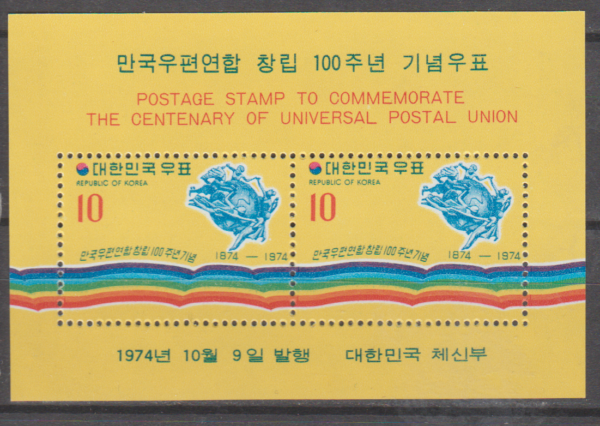 만국우편연합 창립 100주년 기념우표
POSTAGE STAMP TO COMMEMORATE
THE CENTENARY OF UNIVERSAL POSTAL UNION
대한민국우표
REPUBLIC OF KOREA
10
만국우편연합창립100주년기념
1874 — 1974
대한민국우표
REPUBLIC OF KOREA
10
만국우편연합창립100주년기념
1874 — 1974
1974년 10월 9일 발행 대한민국 체신부